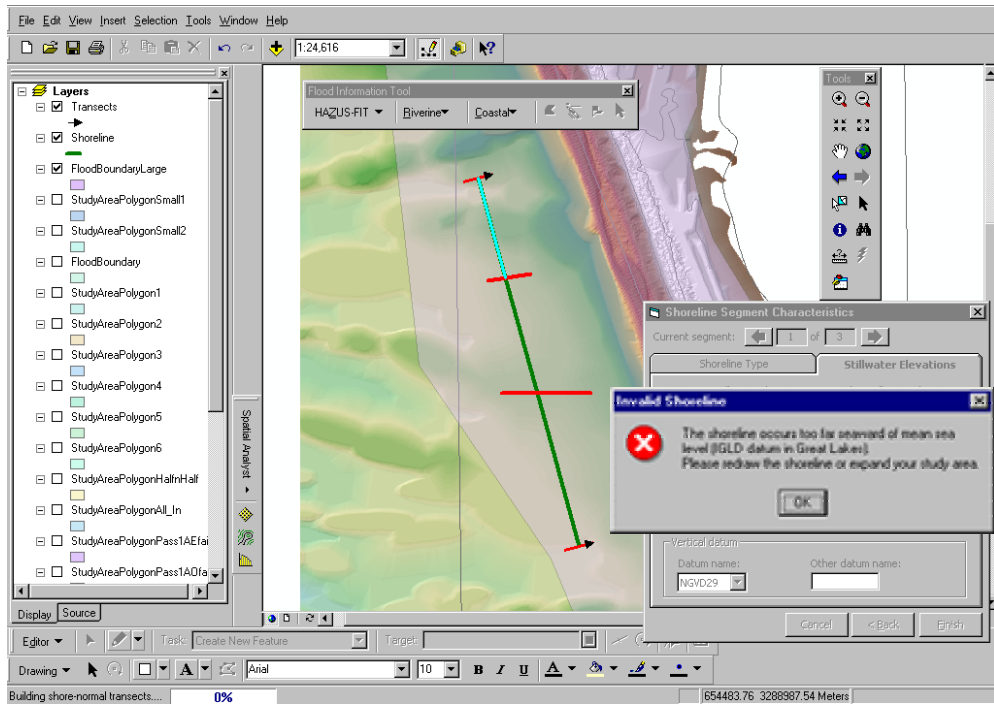 File Edit View Insert Selection Tools Window Help
1:24,616
Layers
Transects
Shoreline
FloodBoundaryLarge
StudyAreaPolygonSmall1
StudyAreaPolygonSmall2
FloodBoundary
StudyAreaPolygon1
StudyAreaPolygon2
StudyAreaPolygon3
StudyAreaPolygon4
StudyAreaPolygon5
StudyAreaPolygon6
StudyAreaPolygonHalfnHalf
StudyAreaPolygonAll_In
StudyAreaPolygonPass1AEfai
StudyAreaPolygonPass1AOfa
Display Source
Spatial Analyst
Flood Information Tool
HAZUS-FIT Riverine Coastal
Tools
Shoreline Segment Characteristics
Current segment: 1 of 3
Shoreline Type Stillwater Elevations
Invalid Shoreline
The shoreline occurs too far seaward of mean sea
level (IGLD datum in Great Lakes).
Please redraw the shoreline or expand your study area.
OK
Vertical datum
Datum name: Other datum name:
NGVD29
Cancel < Back Finish
Editor Task: Create New Feature Target:
Drawing A Arial 10 B I U A
Building shore-normal transects.... 0% 654483.76 3288987.54 Meters